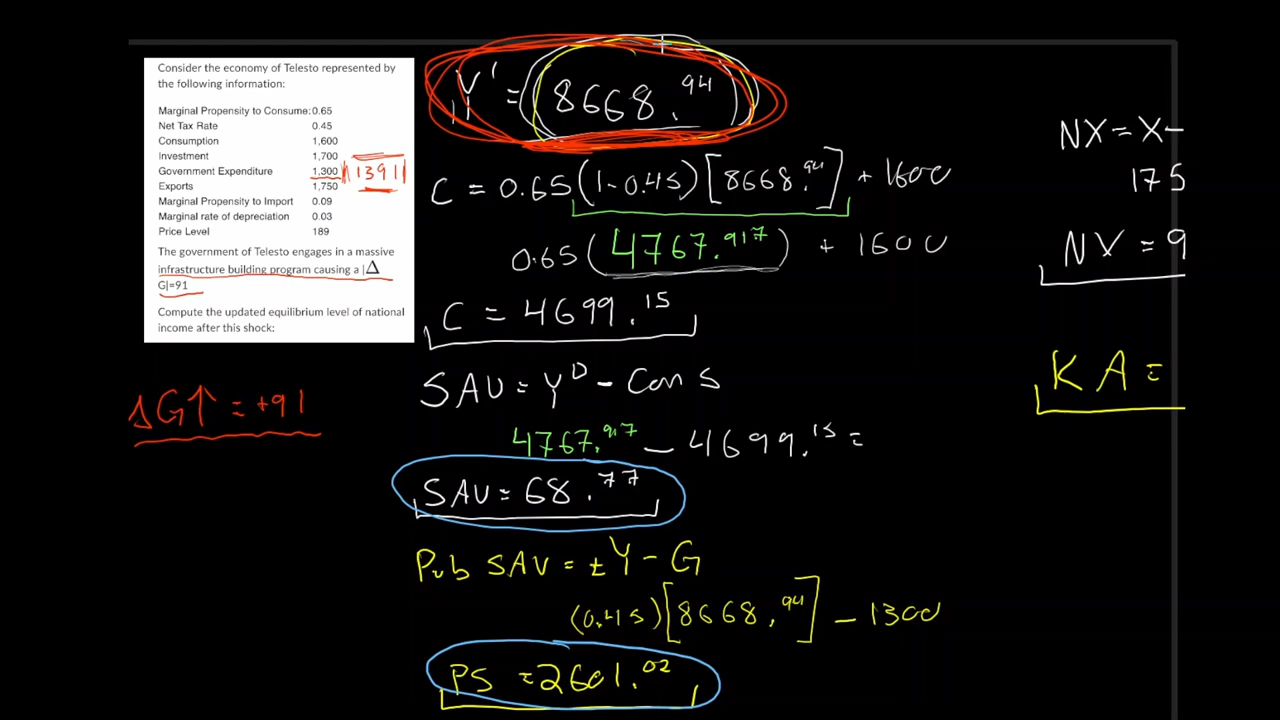 Consider the economy of Telesto represented by
the following information:
Marginal Propensity to Consume: 0.65
Net Tax Rate 0.45
Consumption 1,600
Investment 1,700
Government Expenditure 1,300 1391
Exports 1,750
Marginal Propensity to Import 0.09
Marginal rate of depreciation 0.03
Price Level 189
The government of Telesto engages in a massive
infrastructure building program causing a |Δ
G|=91
Compute the updated equilibrium level of national
income after this shock:
ΔG↑ = +91
Y' = 8668.94
C = 0.65(1-0.45)[8668.94] + 1600
0.65(4767.917) + 1600
C = 4699.15
SAV = Y^D - Cons
4767.917 - 4699.15 =
SAV = 68.77
Pub SAV = tY - G
(0.45)[8668.94] - 1300
PS = 2601.02
NX = X-
175
NX = 9
KA =